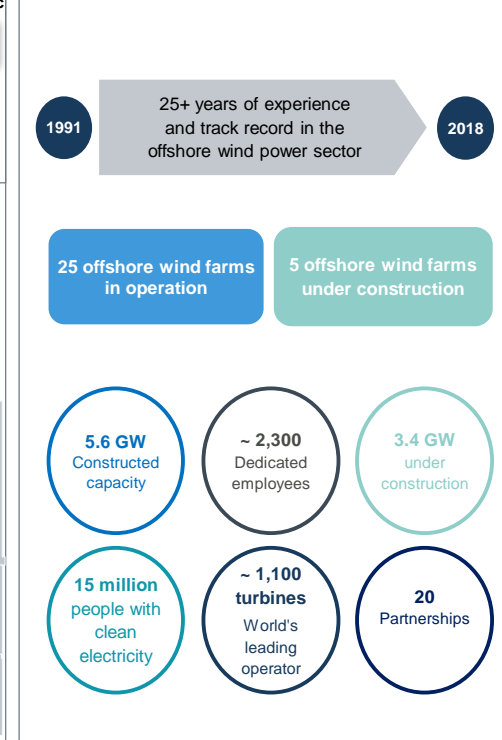 c
1991
25+ years of experience
and track record in the
offshore wind power sector
2018
25 offshore wind farms
in operation
5 offshore wind farms
under construction
5.6 GW
Constructed
capacity
~ 2,300
Dedicated
employees
3.4 GW
under
construction
15 million
people with
clean
electricity
~ 1,100
turbines
World's
leading
operator
20
Partnerships